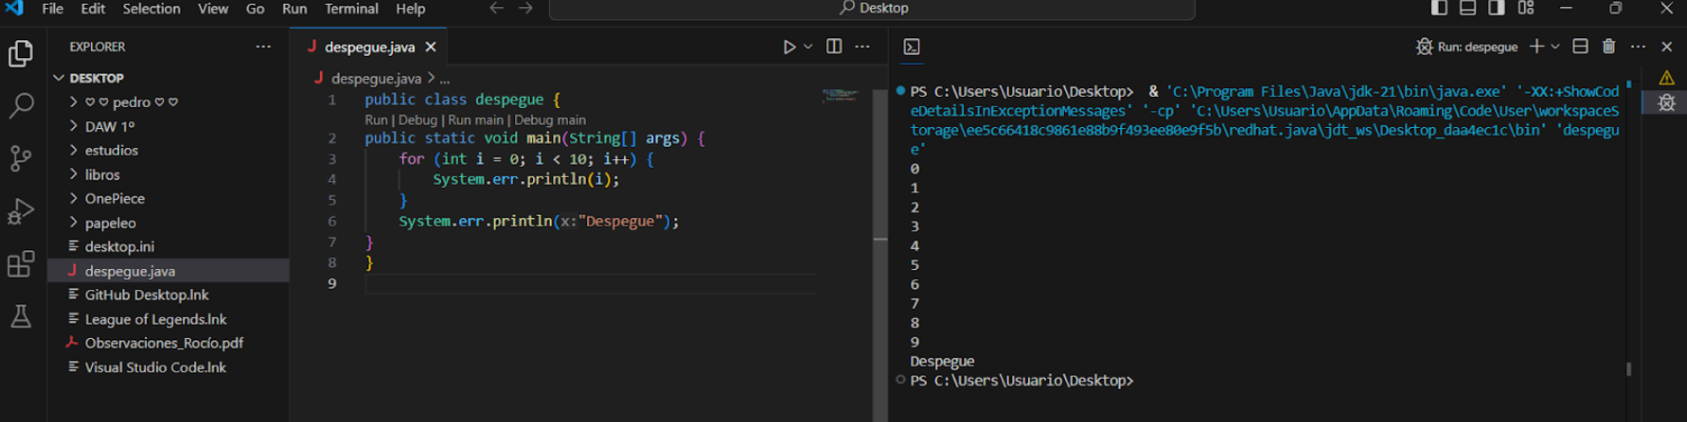 File Edit Selection View Go Run Terminal Help
Desktop
EXPLORER
DESKTOP
♡ ♡ pedro ♡ ♡
DAW 1º
estudios
libros
OnePiece
papeleo
desktop.ini
despegue.java
GitHub Desktop.lnk
League of Legends.lnk
Observaciones_Rocío.pdf
Visual Studio Code.lnk
despegue.java
despegue.java > ...
1 public class despegue {
Run | Debug | Run main | Debug main
2 public static void main(String[] args) {
3 for (int i = 0; i < 10; i++) {
4 System.err.println(i);
5 }
6 System.err.println(x:"Despegue");
7 }
8 }
9
Run: despegue
PS C:\Users\Usuario\Desktop> & 'C:\Program Files\Java\jdk-21\bin\java.exe' '-XX:+ShowCod
eDetailsInExceptionMessages' '-cp' 'C:\Users\Usuario\AppData\Roaming\Code\User\workspaceS
torage\ee5c66418c9861e88b9f493ee80e9f5b\redhat.java\jdt_ws\Desktop_daa4ec1c\bin' 'despegu
e'
0
1
2
3
4
5
6
7
8
9
Despegue
PS C:\Users\Usuario\Desktop>